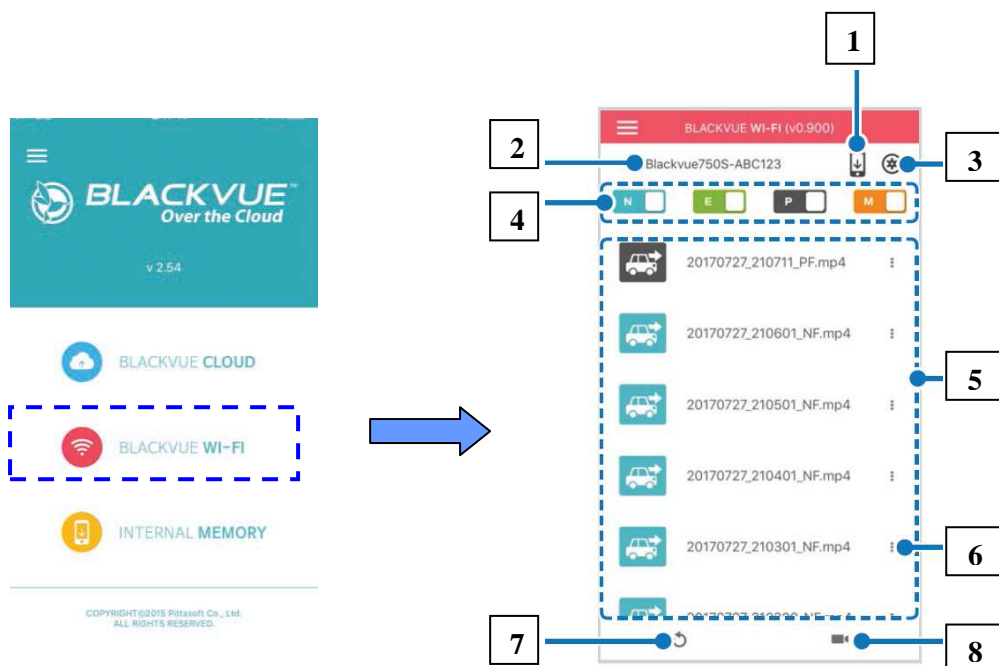 BLACKVUE™
Over the Cloud
v 2.54
BLACKVUE CLOUD
BLACKVUE WI-FI
INTERNAL MEMORY
COPYRIGHT©2015 Pittasoft Co., Ltd.
ALL RIGHTS RESERVED.
1
BLACKVUE WI-FI (v0.900)
2
Blackvue750S-ABC123
3
4
N E P M
20170727_210711_PF.mp4
20170727_210601_NF.mp4
5
20170727_210501_NF.mp4
20170727_210401_NF.mp4
20170727_210301_NF.mp4
6
7
8